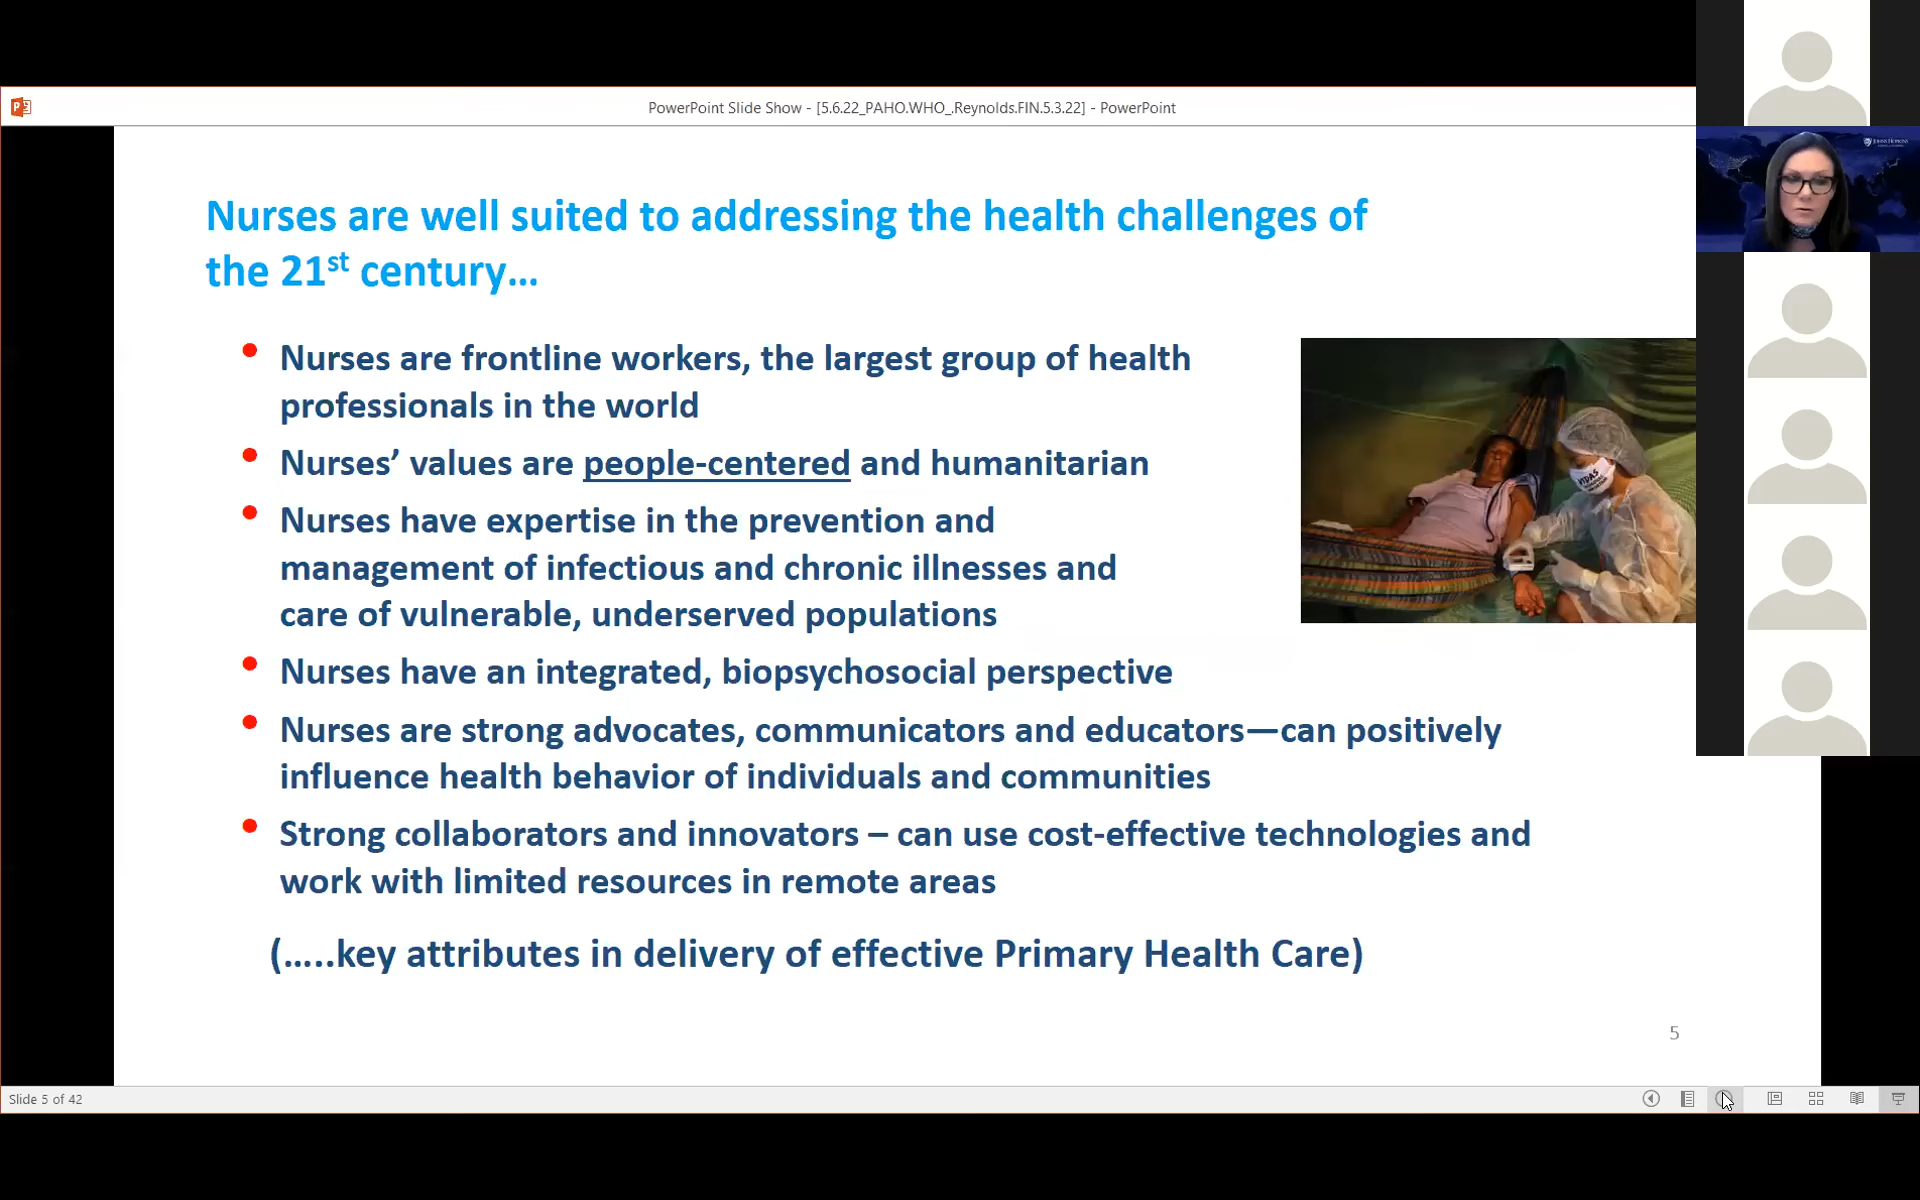 PowerPoint Slide Show - [5.6.22_PAHO.WHO_.Reynolds.FIN.5.3.22] - PowerPoint
JOHNS HOPKINS
Nurses are well suited to addressing the health challenges of
the 21st century...
• Nurses are frontline workers, the largest group of health
professionals in the world
• Nurses’ values are people-centered and humanitarian
• Nurses have expertise in the prevention and
management of infectious and chronic illnesses and
care of vulnerable, underserved populations
VIDAS
• Nurses have an integrated, biopsychosocial perspective
• Nurses are strong advocates, communicators and educators—can positively
influence health behavior of individuals and communities
• Strong collaborators and innovators – can use cost-effective technologies and
work with limited resources in remote areas
(…..key attributes in delivery of effective Primary Health Care)
5
Slide 5 of 42